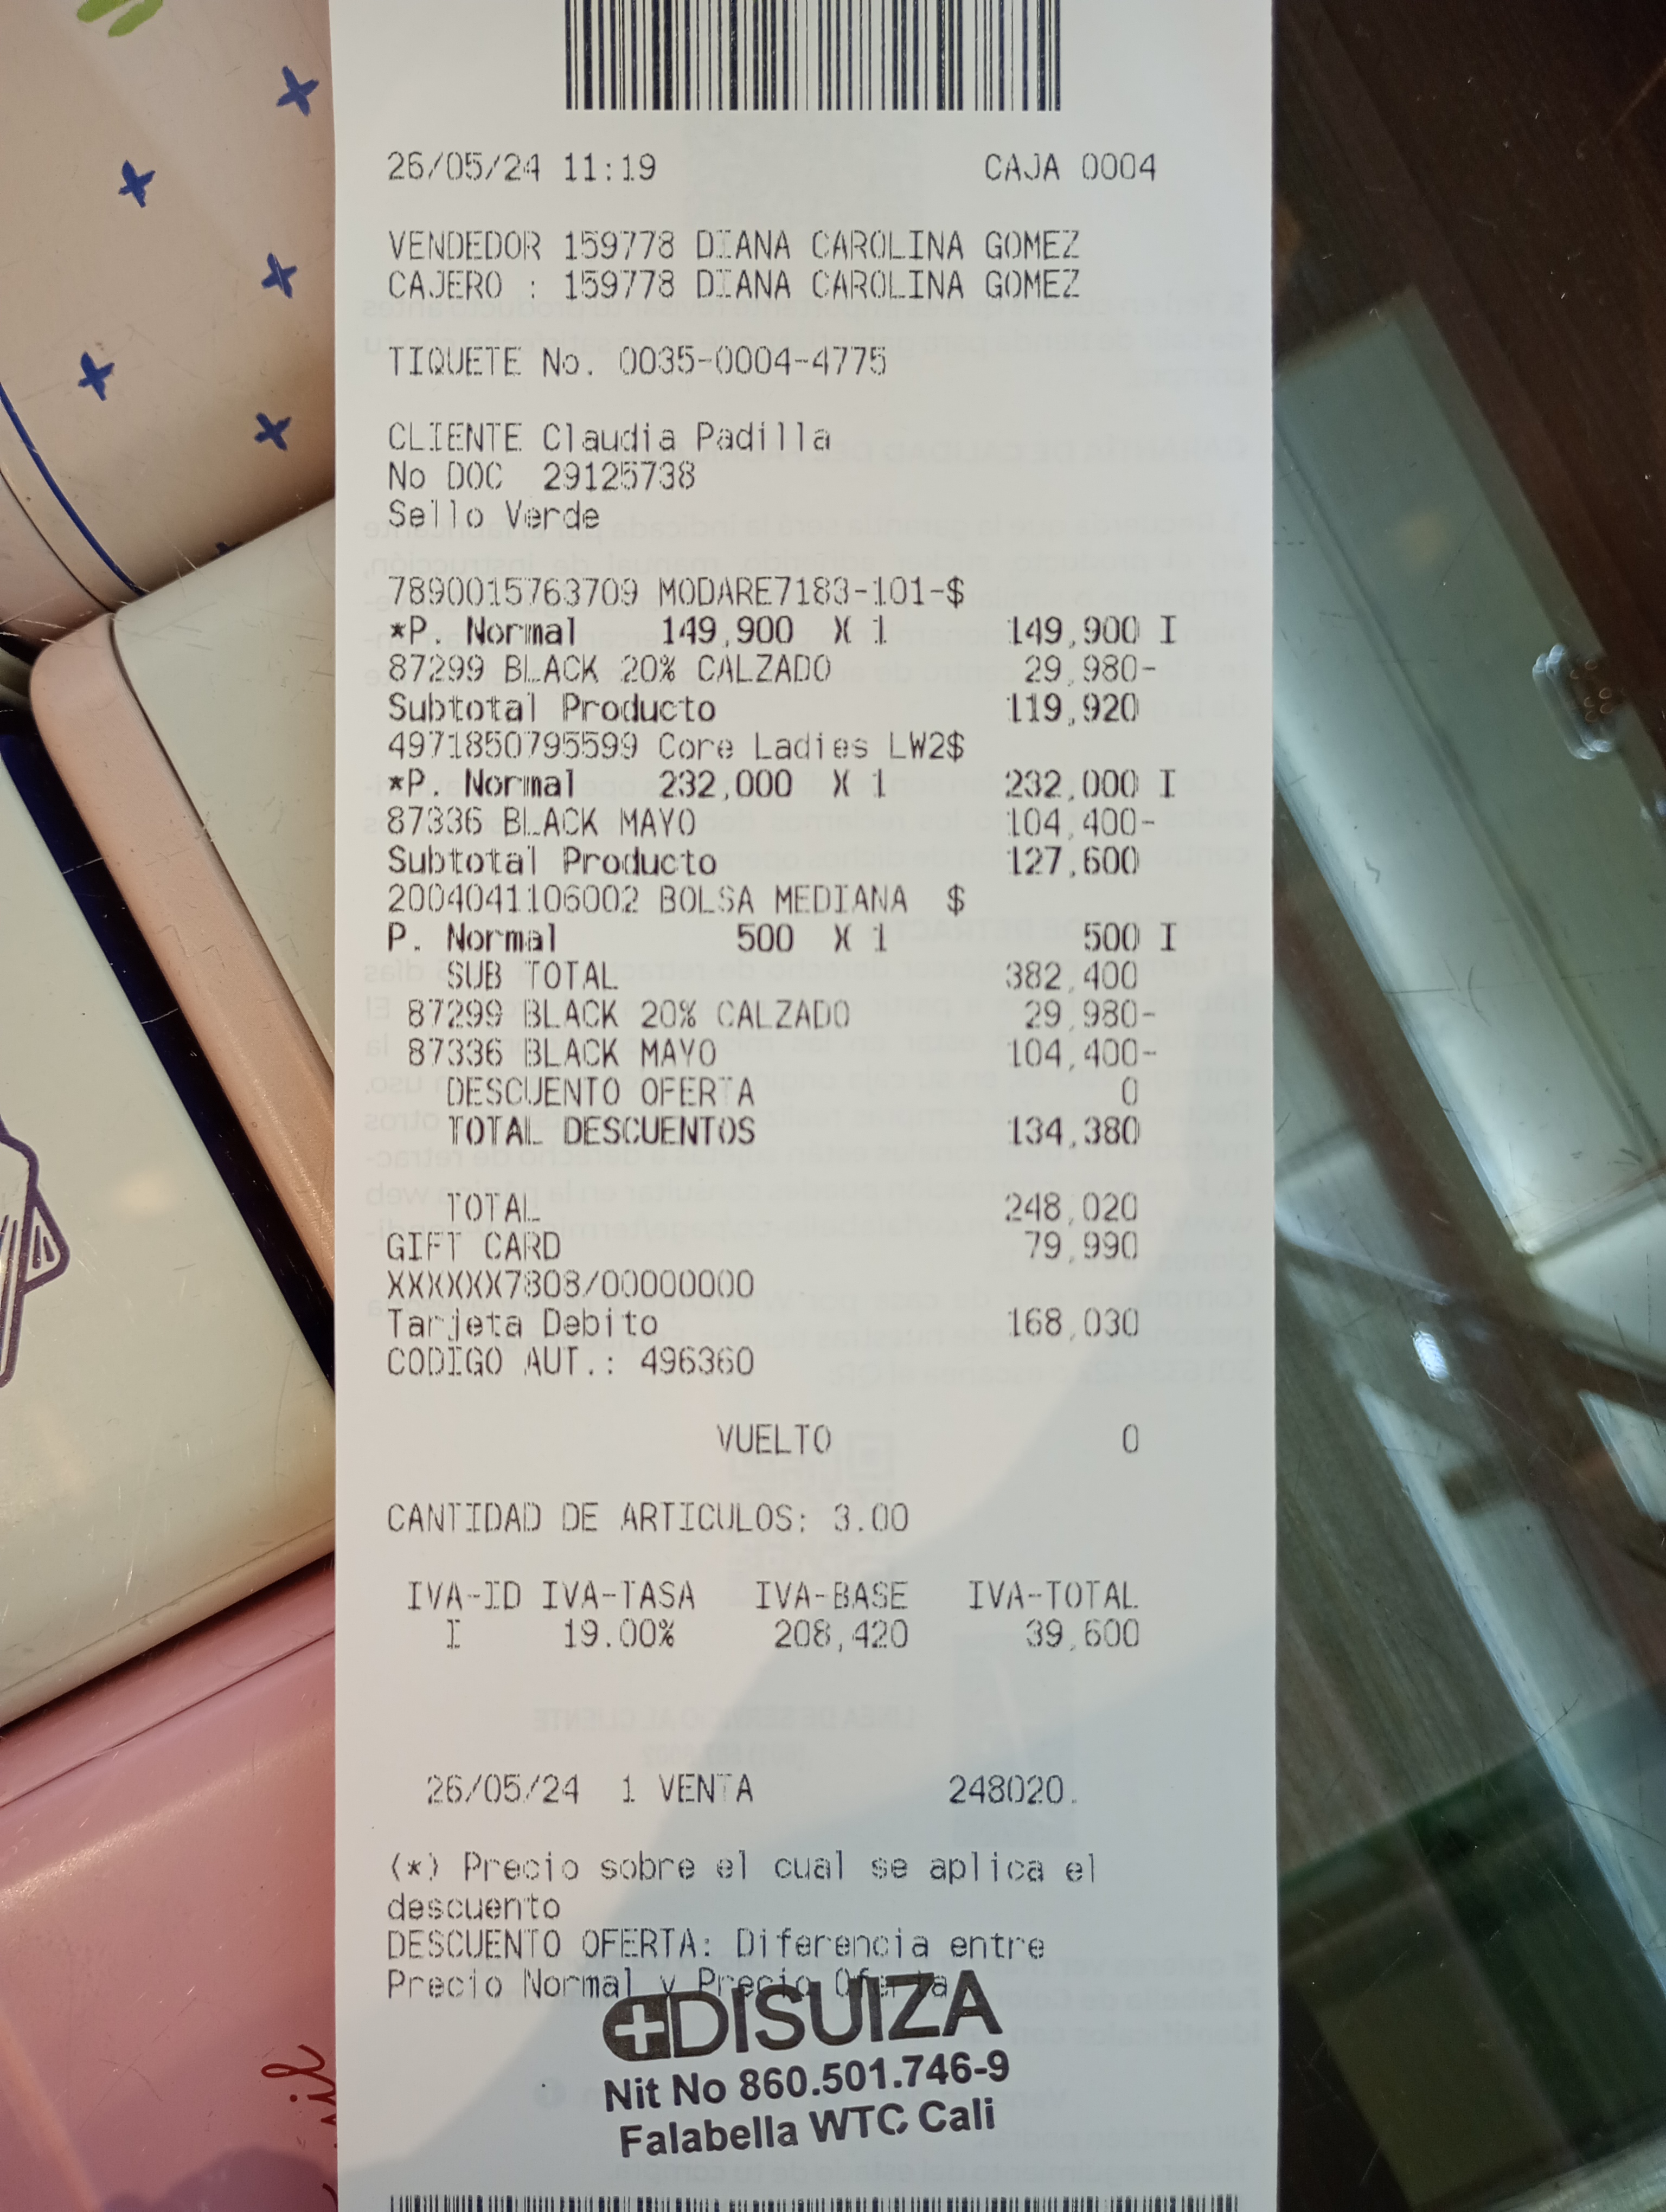 26/05/24 11:19 CAJA 0004
VENDEDOR 159778 DIANA CAROLINA GOMEZ
CAJERO : 159778 DIANA CAROLINA GOMEZ
TIQUETE No. 0035-0004-4775
CLIENTE Claudia Padilla
No DOC 29125738
Sello Verde
7890015763709 MODARE7183-101-$
*P. Normal 149,900 X 1 149,900 I
87299 BLACK 20% CALZADO 29,980-
Subtotal Producto 119,920
4971850795599 Core Ladies LW2$
*P. Normal 232,000 X 1 232,000 I
87336 BLACK MAYO 104,400-
Subtotal Producto 127,600
2004041106002 BOLSA MEDIANA $
P. Normal 500 X 1 500 I
SUB TOTAL 382,400
87299 BLACK 20% CALZADO 29,980-
87336 BLACK MAYO 104,400-
DESCUENTO OFERTA 0
TOTAL DESCUENTOS 134,380
TOTAL 248,020
GIFT CARD 79,990
XXXXXX7808/00000000
Tarjeta Debito 168,030
CODIGO AUT.: 496360
VUELTO 0
CANTIDAD DE ARTICULOS: 3.00
IVA-ID IVA-TASA IVA-BASE IVA-TOTAL
I 19.00% 208,420 39,600
26/05/24 1 VENTA 248020.
(*) Precio sobre el cual se aplica el
descuento
DESCUENTO OFERTA: Diferencia entre
Precio Normal y Precio Oferta
DISUIZA
Nit No 860.501.746-9
Falabella WTC Cali